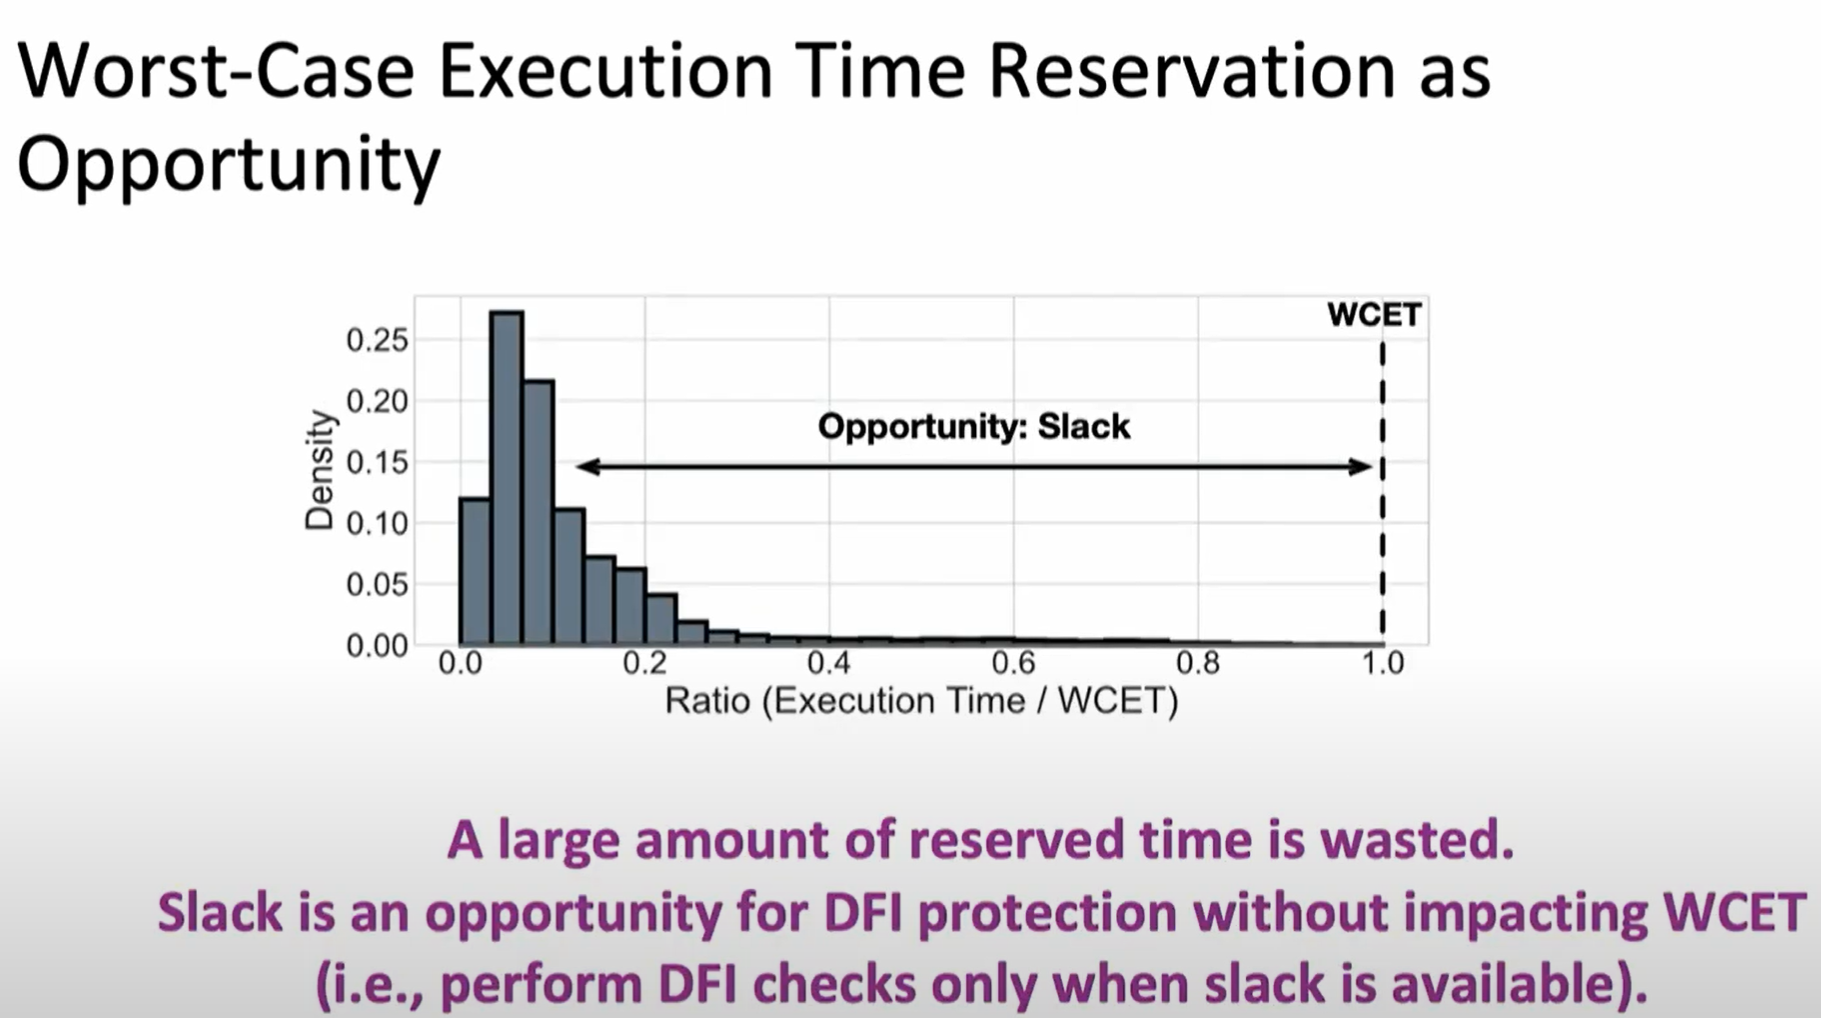 Worst-Case Execution Time Reservation as
Opportunity
WCET
0.25
0.20
Opportunity: Slack
0.15
0.10
0.05
0.00
Density
0.0 0.2 0.4 0.6 0.8 1.0
Ratio (Execution Time / WCET)
A large amount of reserved time is wasted.
Slack is an opportunity for DFI protection without impacting WCET
(i.e., perform DFI checks only when slack is available).